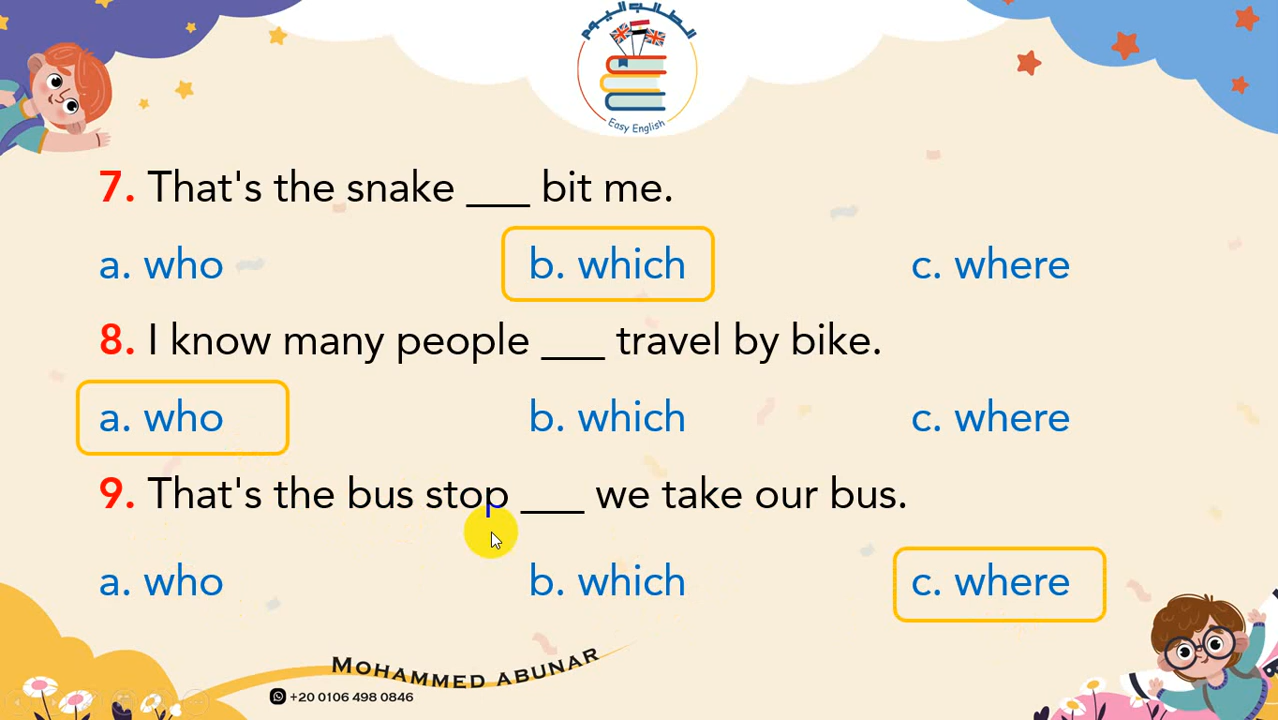 الطالب اليوم
Easy English
7. That's the snake ___ bit me.
a. who b. which c. where
8. I know many people ___ travel by bike.
a. who b. which c. where
9. That's the bus stop ___ we take our bus.
a. who b. which c. where
MOHAMMED ABUNAR
+20 0106 498 0846